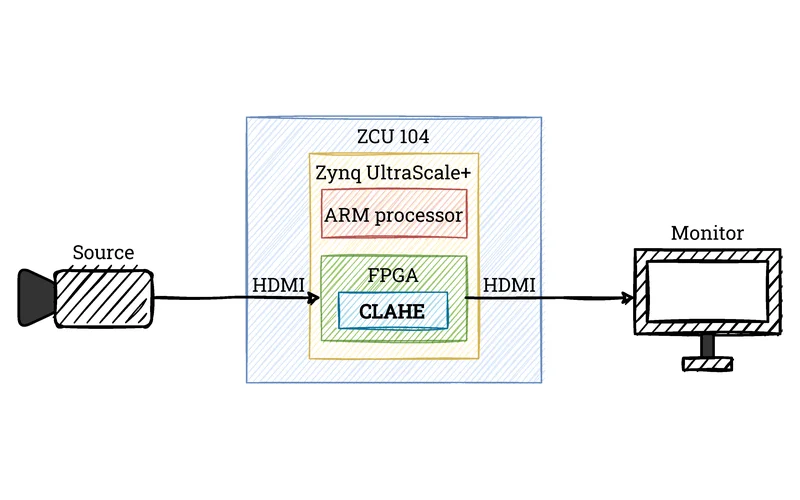 ZCU 104
Zynq UltraScale+
ARM processor
Source
Monitor
HDMI
FPGA
HDMI
CLAHE